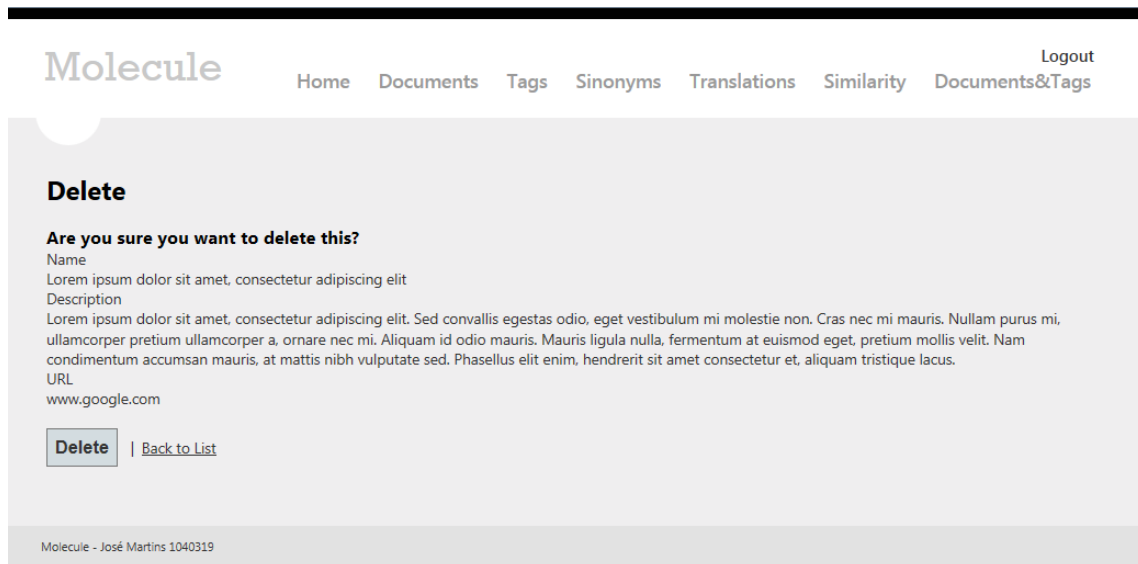 Logout
Molecule
Home Documents Tags Sinonyms Translations Similarity Documents&Tags
Delete
Are you sure you want to delete this?
Name
Lorem ipsum dolor sit amet, consectetur adipiscing elit
Description
Lorem ipsum dolor sit amet, consectetur adipiscing elit. Sed convallis egestas odio, eget vestibulum mi molestie non. Cras nec mi mauris. Nullam purus mi,
ullamcorper pretium ullamcorper a, ornare nec mi. Aliquam id odio mauris. Mauris ligula nulla, fermentum at euismod eget, pretium mollis velit. Nam
condimentum accumsan mauris, at mattis nibh vulputate sed. Phasellus elit enim, hendrerit sit amet consectetur et, aliquam tristique lacus.
URL
www.google.com
Delete | Back to List
Molecule - José Martins 1040319